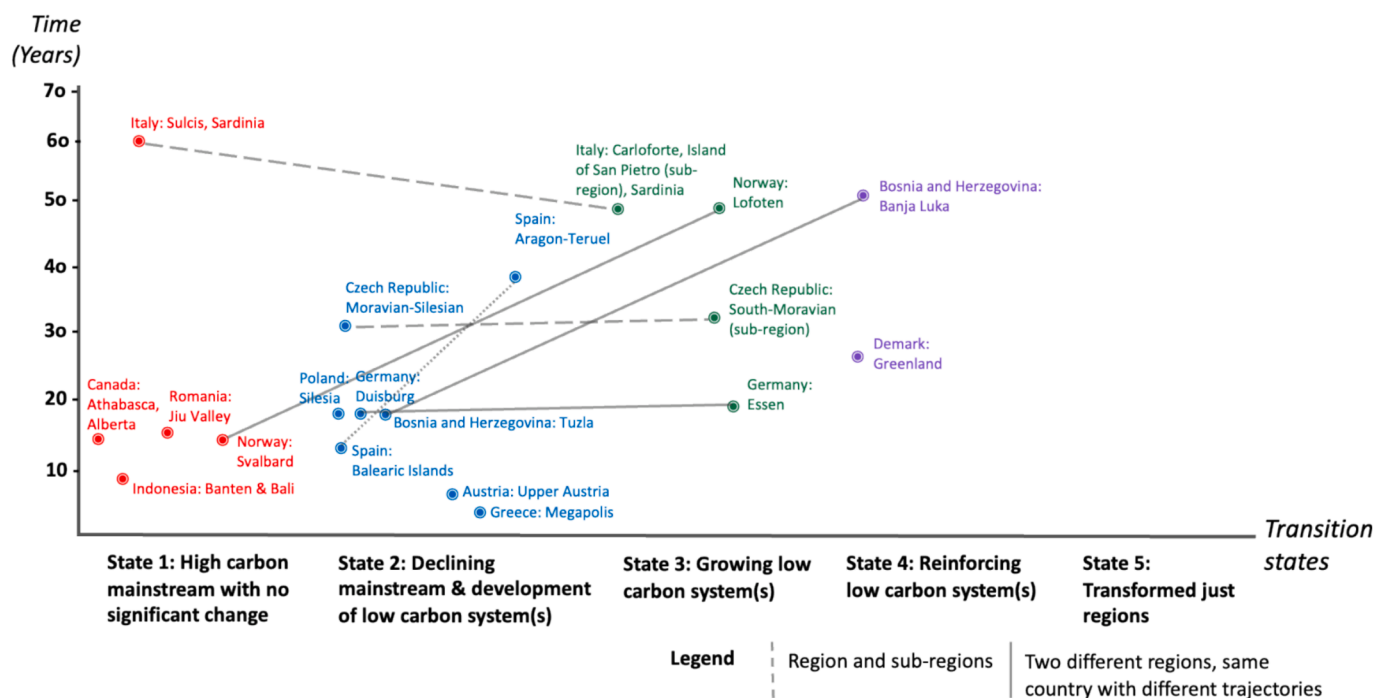 Time
(Years)
7o
6o
5o
4o
3o
20
10
Italy: Sulcis, Sardinia
Italy: Carloforte, Island
of San Pietro (sub-
region), Sardinia
Norway:
Lofoten
Bosnia and Herzegovina:
Banja Luka
Spain:
Aragon-Teruel
Czech Republic:
Moravian-Silesian
Czech Republic:
South-Moravian
(sub-region)
Demark:
Greenland
Canada:
Athabasca,
Alberta
Romania:
Jiu Valley
Norway:
Svalbard
Indonesia: Banten & Bali
Poland:
Silesia
Germany:
Duisburg
Bosnia and Herzegovina: Tuzla
Germany:
Essen
Spain:
Balearic Islands
Austria: Upper Austria
Greece: Megapolis
Transition
states
State 1: High carbon
mainstream with no
significant change
State 2: Declining
mainstream & development
of low carbon system(s)
State 3: Growing low
carbon system(s)
State 4: Reinforcing
low carbon system(s)
State 5:
Transformed just
regions
Legend
Region and sub-regions
Two different regions, same
country with different trajectories